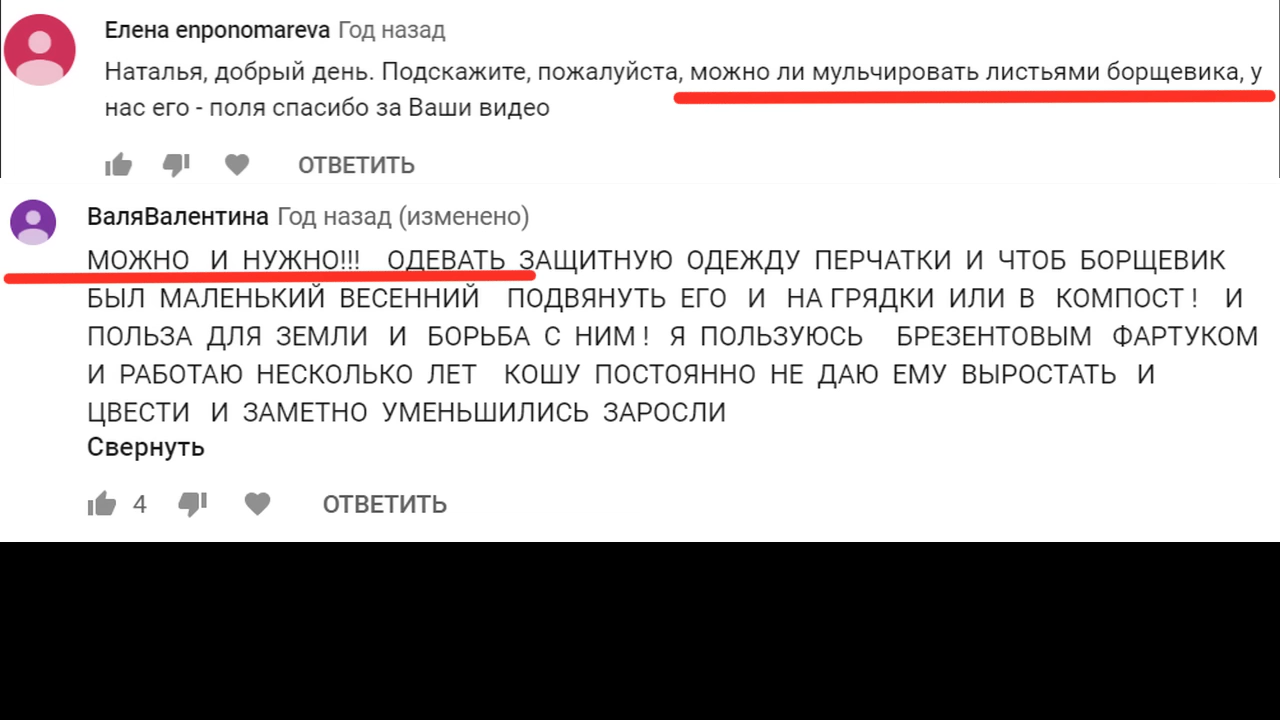 Елена enponomareva Год назад
Наталья, добрый день. Подскажите, пожалуйста, можно ли мульчировать листьями борщевика, у
нас его - поля спасибо за Ваши видео
ОТВЕТИТЬ
ВаляВалентина Год назад (изменено)
МОЖНО И НУЖНО!!! ОДЕВАТЬ ЗАЩИТНУЮ ОДЕЖДУ ПЕРЧАТКИ И ЧТОБ БОРЩЕВИК
БЫЛ МАЛЕНЬКИЙ ВЕСЕННИЙ ПОДВЯНУТЬ ЕГО И НА ГРЯДКИ ИЛИ В КОМПОСТ ! И
ПОЛЬЗА ДЛЯ ЗЕМЛИ И БОРЬБА С НИМ ! Я ПОЛЬЗУЮСЬ БРЕЗЕНТОВЫМ ФАРТУКОМ
И РАБОТАЮ НЕСКОЛЬКО ЛЕТ КОШУ ПОСТОЯННО НЕ ДАЮ ЕМУ ВЫРОСТАТЬ И
ЦВЕСТИ И ЗАМЕТНО УМЕНЬШИЛИСЬ ЗАРОСЛИ
Свернуть
4 ОТВЕТИТЬ